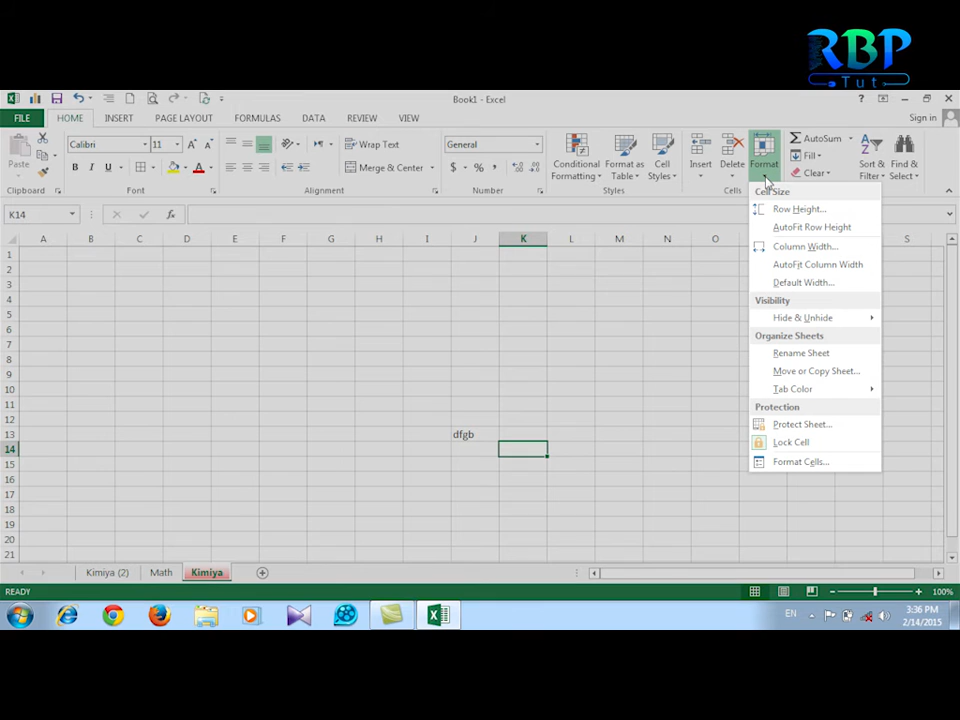 RBP
Tut
Book1 - Excel
FILE HOME INSERT PAGE LAYOUT FORMULAS DATA REVIEW VIEW Sign in
Paste
Calibri 11
B I U
Wrap Text
Merge & Center
General
$ % ,
Conditional Formatting
Format as Table
Cell Styles
Insert
Delete
Format
AutoSum
Fill
Clear
Sort & Filter
Find & Select
Clipboard Font Alignment Number Styles Cells
K14 fx
Cell Size
Row Height...
AutoFit Row Height
Column Width...
AutoFit Column Width
Default Width...
Visibility
Hide & Unhide
Organize Sheets
Rename Sheet
Move or Copy Sheet...
Tab Color
Protection
Protect Sheet...
Lock Cell
Format Cells...
A B C D E F G H I J K L M N O S
1
2
3
4
5
6
7
8
9
10
11
12
13 dfgb
14
15
16
17
18
19
20
21
Kimiya (2) Math Kimiya
READY 100%
EN 3:36 PM
2/14/2015